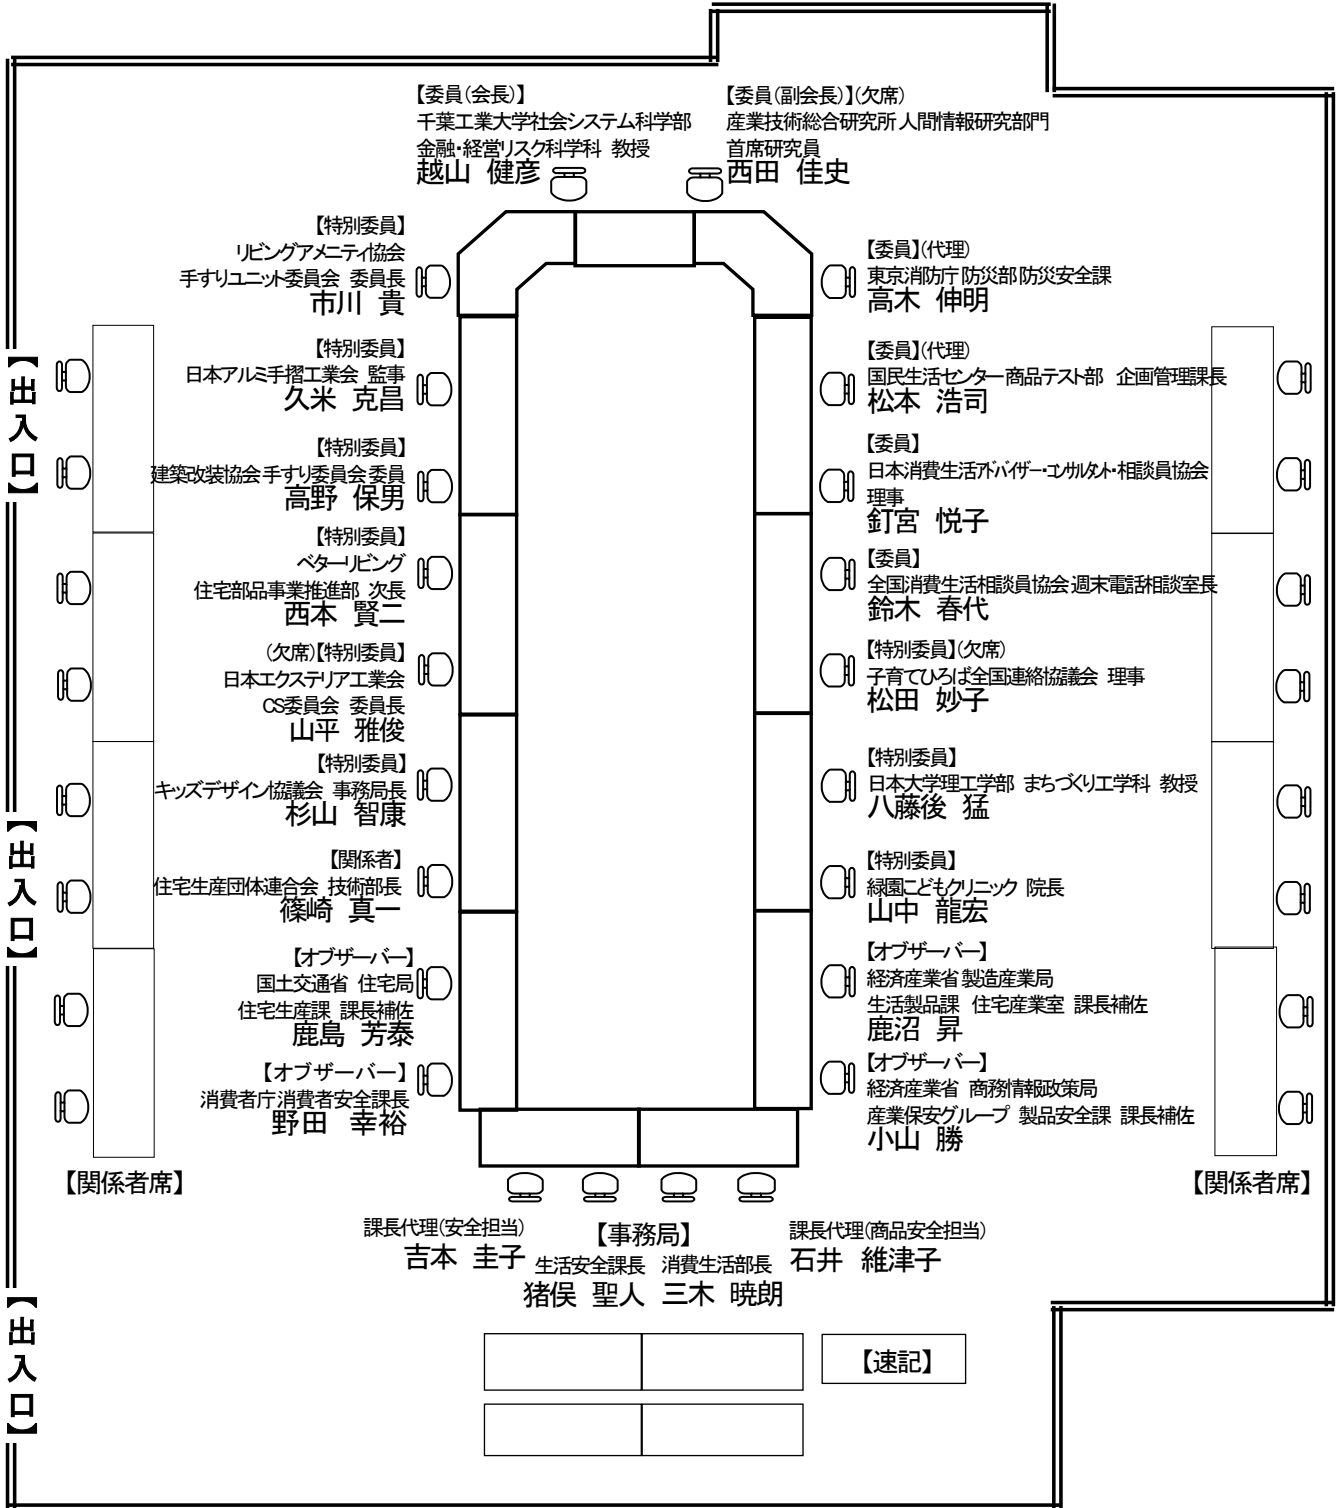 【委員(会長)】
千葉工業大学社会システム科学部
金融・経営リスク科学科 教授
越山 健彦
【委員(副会長)】(欠席)
産業技術総合研究所 人間情報研究部門
首席研究員
西田 佳史
【特別委員】
リビングアメニティ協会
手すりユニット委員会 委員長
市川 貴
【特別委員】
日本アルミ手摺工業会 監事
久米 克昌
【特別委員】
建築改装協会 手すり委員会 委員
高野 保男
【特別委員】
ベターリビング
住宅部品事業推進部 次長
西本 賢二
(欠席)【特別委員】
日本エクステリア工業会
CS委員会 委員長
山平 雅俊
【特別委員】
キッズデザイン協議会 事務局長
杉山 智康
【関係者】
住宅生産団体連合会 技術部長
篠崎 真一
【オブザーバー】
国土交通省 住宅局
住宅生産課 課長補佐
鹿島 芳泰
【オブザーバー】
消費者庁消費者安全課長
野田 幸裕
【委員】(代理)
東京消防庁 防災部 防災安全課
高木 伸明
【委員】(代理)
国民生活センター 商品テスト部 企画管理課長
松本 浩司
【委員】
日本消費生活アドバイザー・コンサルタント・相談員協会
理事
釘宮 悦子
【委員】
全国消費生活相談員協会 週末電話相談室長
鈴木 春代
【特別委員】(欠席)
子育てひろば全国連絡協議会 理事
松田 妙子
【特別委員】
日本大学理工学部 まちづくり工学科 教授
八藤後 猛
【特別委員】
緑園こどもクリニック 院長
山中 龍宏
【オブザーバー】
経済産業省 製造産業局
生活製品課 住宅産業室 課長補佐
鹿沼 昇
【オブザーバー】
経済産業省 商務情報政策局
産業保安グループ 製品安全課 課長補佐
小山 勝
【出入口】
【出入口】
【出入口】
【関係者席】
【関係者席】
課長代理(安全担当)
吉本 圭子
【事務局】
生活安全課長
猪俣 聖人
消費生活部長
三木 暁朗
課長代理(商品安全担当)
石井 維津子
【速記】